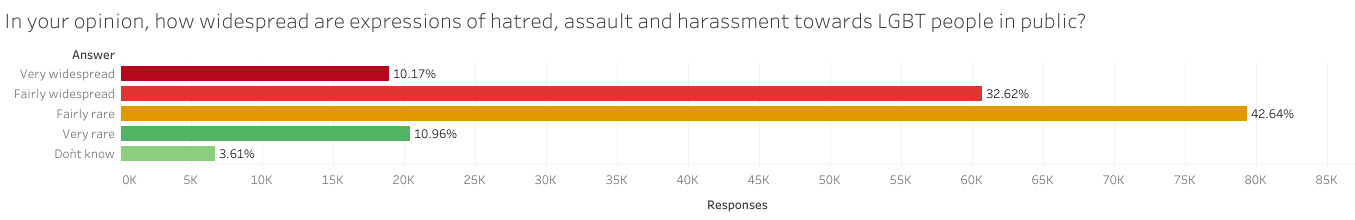 In your opinion, how widespread are expressions of hatred, assault and harassment towards LGBT people in public?
Answer
Very widespread 10.17%
Fairly widespread 32.62%
Fairly rare 42.64%
Very rare 10.96%
Don`t know 3.61%
0K 5K 10K 15K 20K 25K 30K 35K 40K 45K 50K 55K 60K 65K 70K 75K 80K 85K
Responses